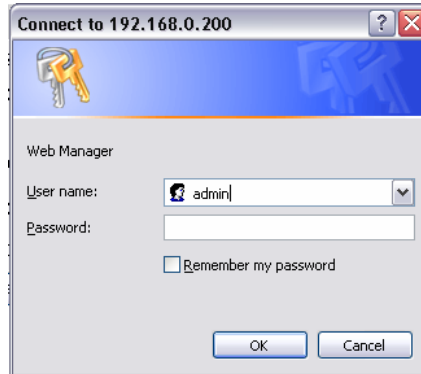 Connect to 192.168.0.200
Web Manager
User name:
admin
Password:
Remember my password
OK
Cancel